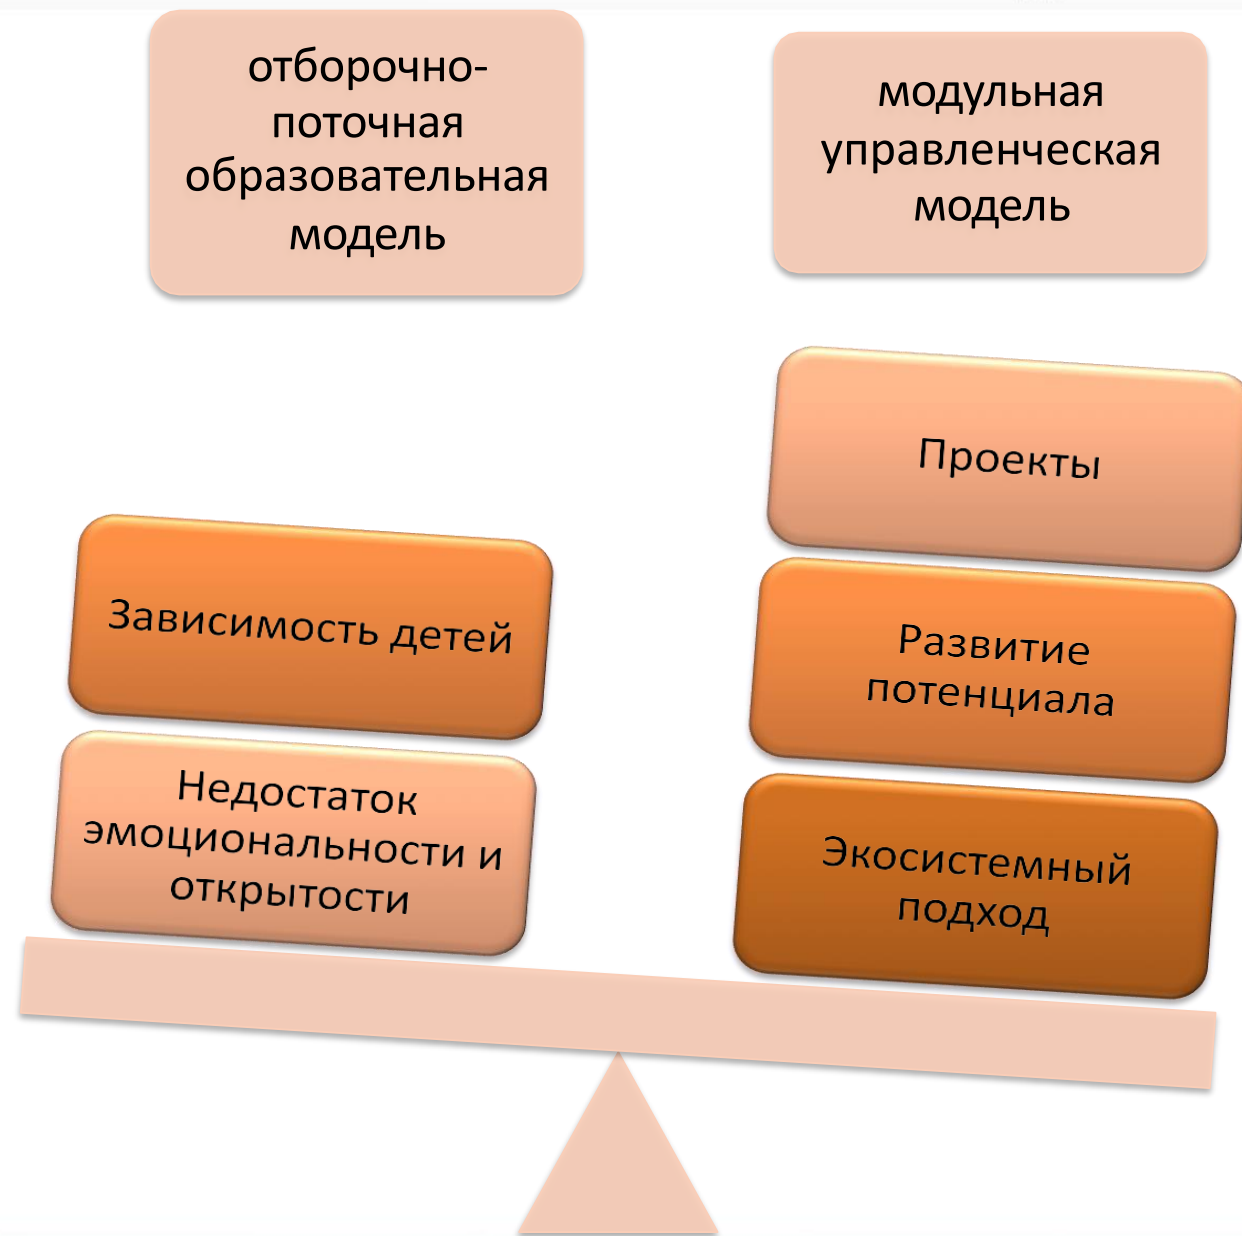 отборочно-
поточная
образовательная
модель
модульная
управленческая
модель
Проекты
Зависимость детей
Развитие
потенциала
Недостаток
эмоциональности и
открытости
Экосистемный
подход